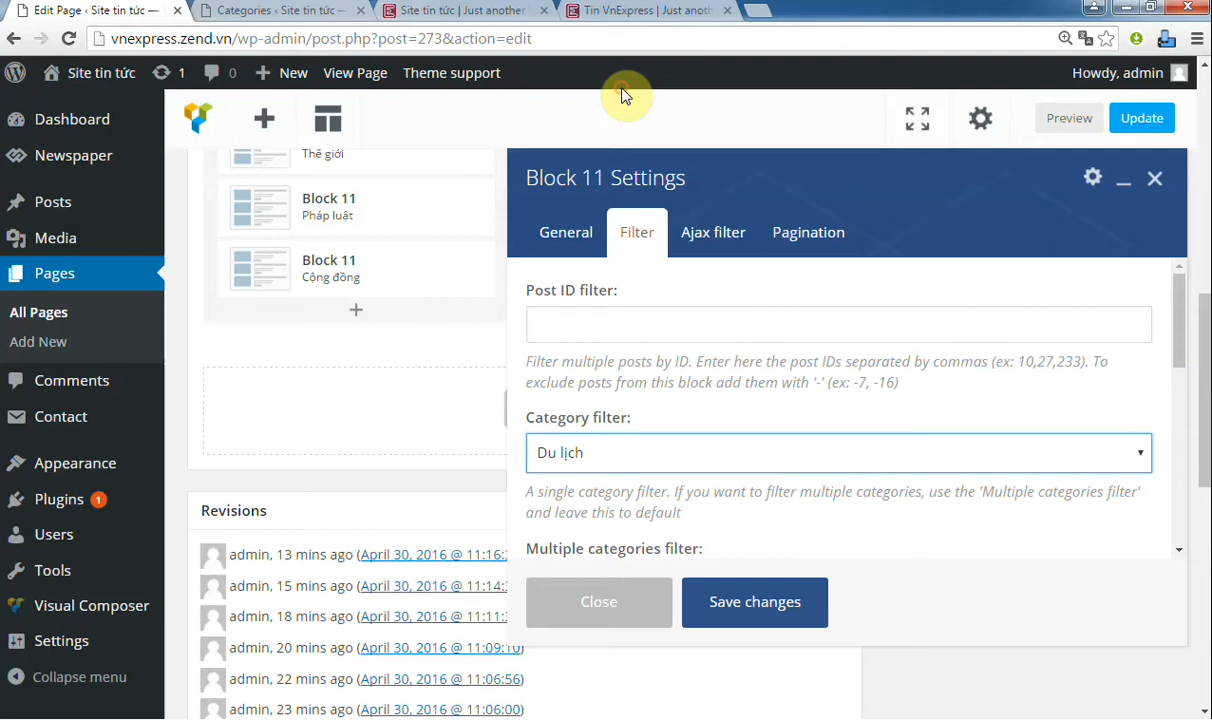 Edit Page ‹ Site tin tức —
Categories ‹ Site tin tức —
Site tin tức | Just another
Tin VnExpress | Just anoth
vnexpress.zend.vn/wp-admin/post.php?post=273&action=edit
Site tin tức
1
0
New
View Page
Theme support
Howdy, admin
Dashboard
Newspaper
Posts
Media
Pages
All Pages
Add New
Comments
Contact
Appearance
Plugins 1
Users
Tools
Visual Composer
Settings
Collapse menu
Preview
Update
Thế giới
Block 11
Pháp luật
Block 11
Cộng đồng
Block 11 Settings
General
Filter
Ajax filter
Pagination
Post ID filter:
Filter multiple posts by ID. Enter here the post IDs separated by commas (ex: 10,27,233). To
exclude posts from this block add them with '-' (ex: -7, -16)
Category filter:
Du lịch
A single category filter. If you want to filter multiple categories, use the 'Multiple categories filter'
and leave this to default
Multiple categories filter:
Close
Save changes
Revisions
admin, 13 mins ago (April 30, 2016 @ 11:16:
admin, 15 mins ago (April 30, 2016 @ 11:14:
admin, 18 mins ago (April 30, 2016 @ 11:11:
admin, 20 mins ago (April 30, 2016 @ 11:09:10)
admin, 22 mins ago (April 30, 2016 @ 11:06:56)
admin, 23 mins ago (April 30, 2016 @ 11:06:00)